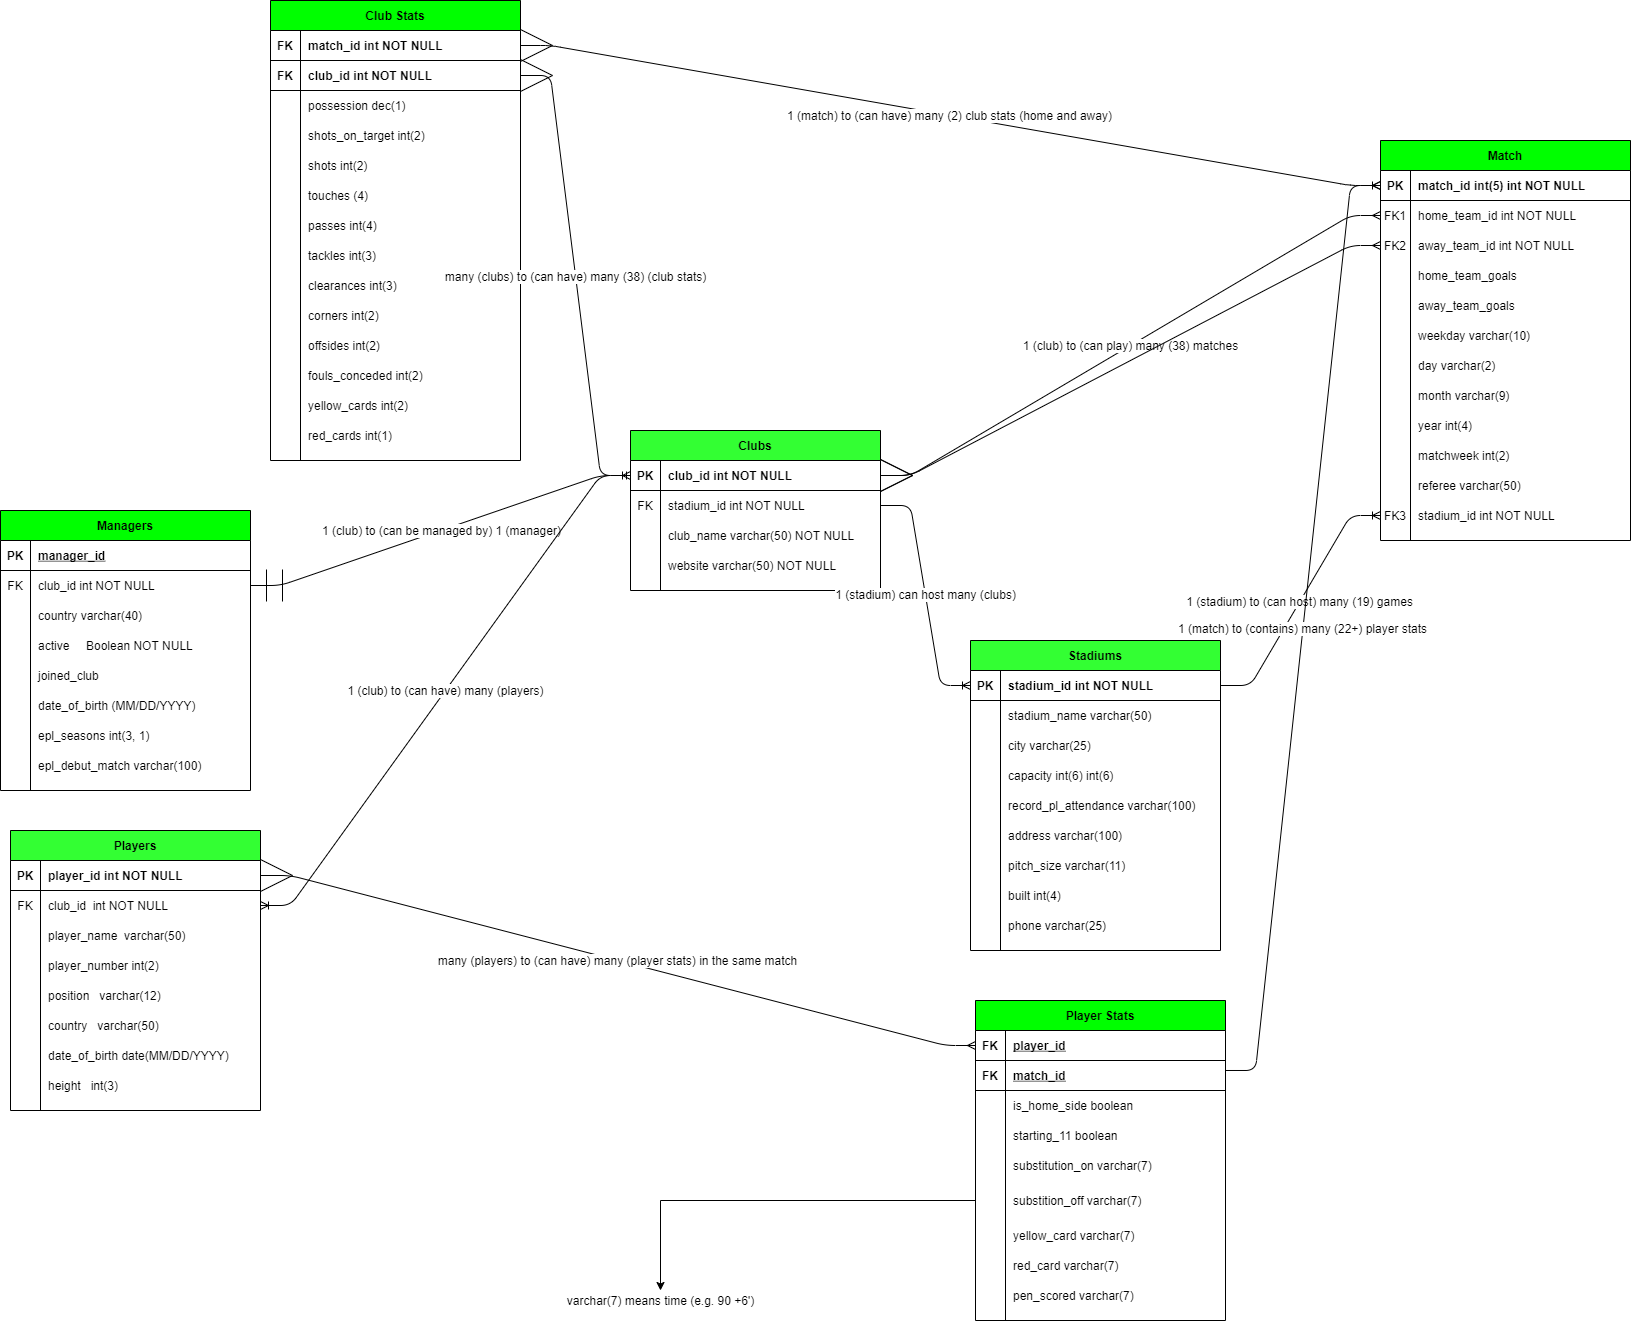 Club Stats
FK match_id int NOT NULL
FK club_id int NOT NULL
possession dec(1)
shots_on_target int(2)
shots int(2)
touches (4)
passes int(4)
tackles int(3)
clearances int(3)
corners int(2)
offsides int(2)
fouls_conceded int(2)
yellow_cards int(2)
red_cards int(1)
1 (match) to (can have) many (2) club stats (home and away)
many (clubs) to (can have) many (38) (club stats)
Match
PK match_id int(5) int NOT NULL
FK1 home_team_id int NOT NULL
FK2 away_team_id int NOT NULL
home_team_goals
away_team_goals
weekday varchar(10)
day varchar(2)
month varchar(9)
year int(4)
matchweek int(2)
referee varchar(50)
FK3 stadium_id int NOT NULL
1 (club) to (can play) many (38) matches
Clubs
PK club_id int NOT NULL
FK stadium_id int NOT NULL
club_name varchar(50) NOT NULL
website varchar(50) NOT NULL
1 (stadium) can host many (clubs)
Managers
PK manager_id
FK club_id int NOT NULL
country varchar(40)
active Boolean NOT NULL
joined_club
date_of_birth (MM/DD/YYYY)
epl_seasons int(3, 1)
epl_debut_match varchar(100)
1 (club) to (can be managed by) 1 (manager)
1 (club) to (can have) many (players)
1 (stadium) to (can host) many (19) games
1 (match) to (contains) many (22+) player stats
Stadiums
PK stadium_id int NOT NULL
stadium_name varchar(50)
city varchar(25)
capacity int(6) int(6)
record_pl_attendance varchar(100)
address varchar(100)
pitch_size varchar(11)
built int(4)
phone varchar(25)
Players
PK player_id int NOT NULL
FK club_id int NOT NULL
player_name varchar(50)
player_number int(2)
position varchar(12)
country varchar(50)
date_of_birth date(MM/DD/YYYY)
height int(3)
many (players) to (can have) many (player stats) in the same match
Player Stats
FK player_id
FK match_id
is_home_side boolean
starting_11 boolean
substitution_on varchar(7)
substition_off varchar(7)
yellow_card varchar(7)
red_card varchar(7)
pen_scored varchar(7)
varchar(7) means time (e.g. 90 +6')